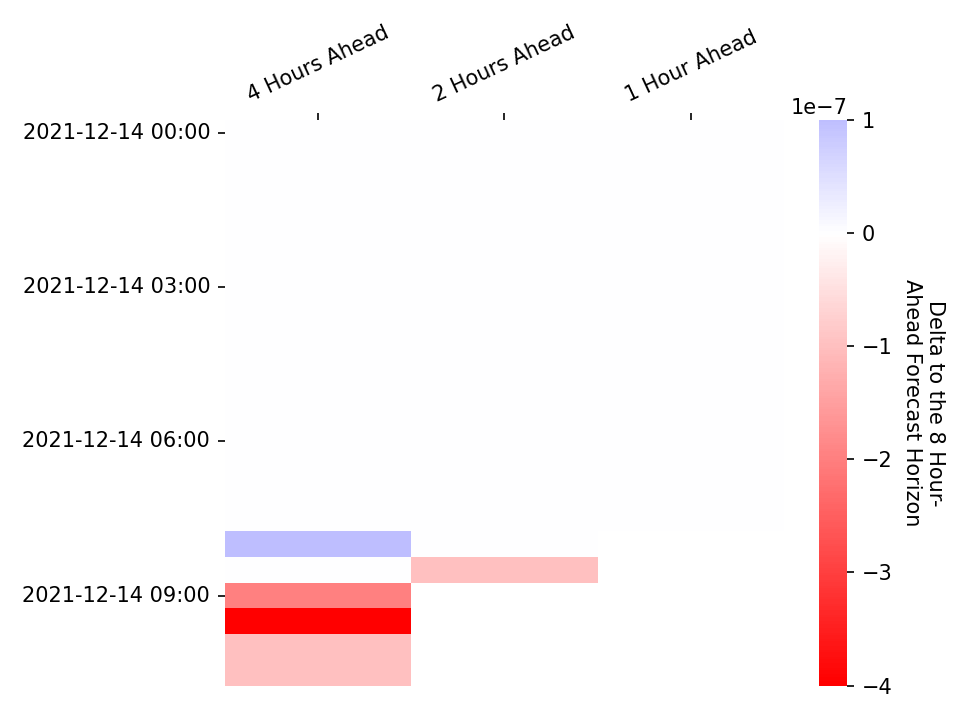 4 Hours Ahead
2 Hours Ahead
1 Hour Ahead
2021-12-14 00:00
2021-12-14 03:00
2021-12-14 06:00
2021-12-14 09:00
1e−7
1
0
−1
−2
−3
−4
Delta to the 8 Hour-
Ahead Forecast Horizon